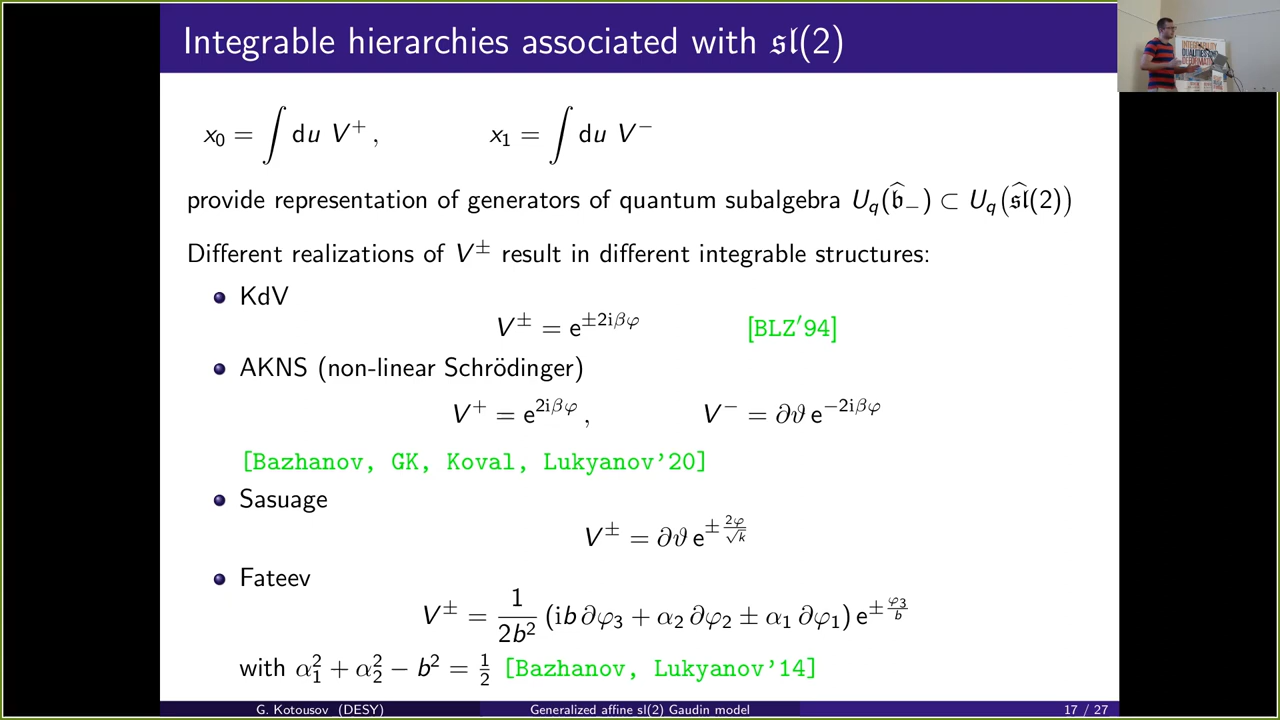 Integrable hierarchies associated with 𝔰𝔩(2)
x₀ = ∫ du V⁺ ,    x₁ = ∫ du V⁻
provide representation of generators of quantum subalgebra U_q(𝔟̂₋) ⊂ U_q(𝔰𝔩̂(2))
Different realizations of V^± result in different integrable structures:
KdV
V^± = e^{±2iβφ}    [BLZ′94]
AKNS (non-linear Schrödinger)
V⁺ = e^{2iβφ} ,    V⁻ = ∂ϑ e^{−2iβφ}
[Bazhanov, GK, Koval, Lukyanov'20]
Sasuage
V^± = ∂ϑ e^{±2φ/√k}
Fateev
V^± = 1/(2b²) (ib ∂φ₃ + α₂ ∂φ₂ ± α₁ ∂φ₁) e^{±φ₃/b}
with α₁² + α₂² − b² = 1/2 [Bazhanov, Lukyanov'14]
G. Kotousov (DESY)    Generalized affine sl(2) Gaudin model    17 / 27
INTEGRABILITY,
DUALITIES AND